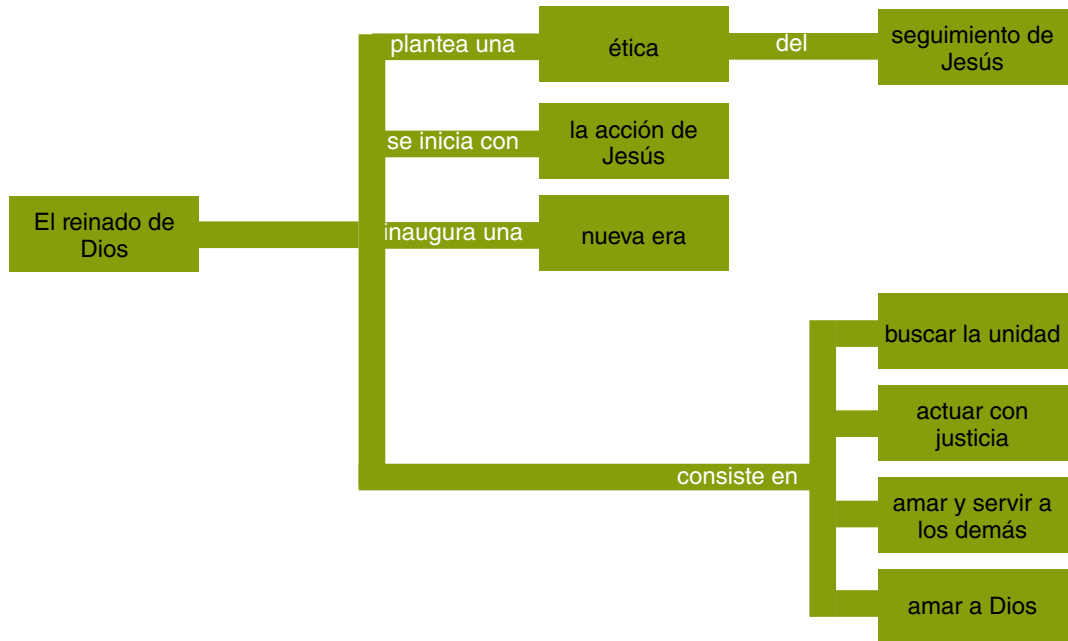 El reinado de
Dios
plantea una
ética
del
seguimiento de
Jesús
se inicia con
la acción de
Jesús
inaugura una
nueva era
consiste en
buscar la unidad
actuar con
justicia
amar y servir a
los demás
amar a Dios